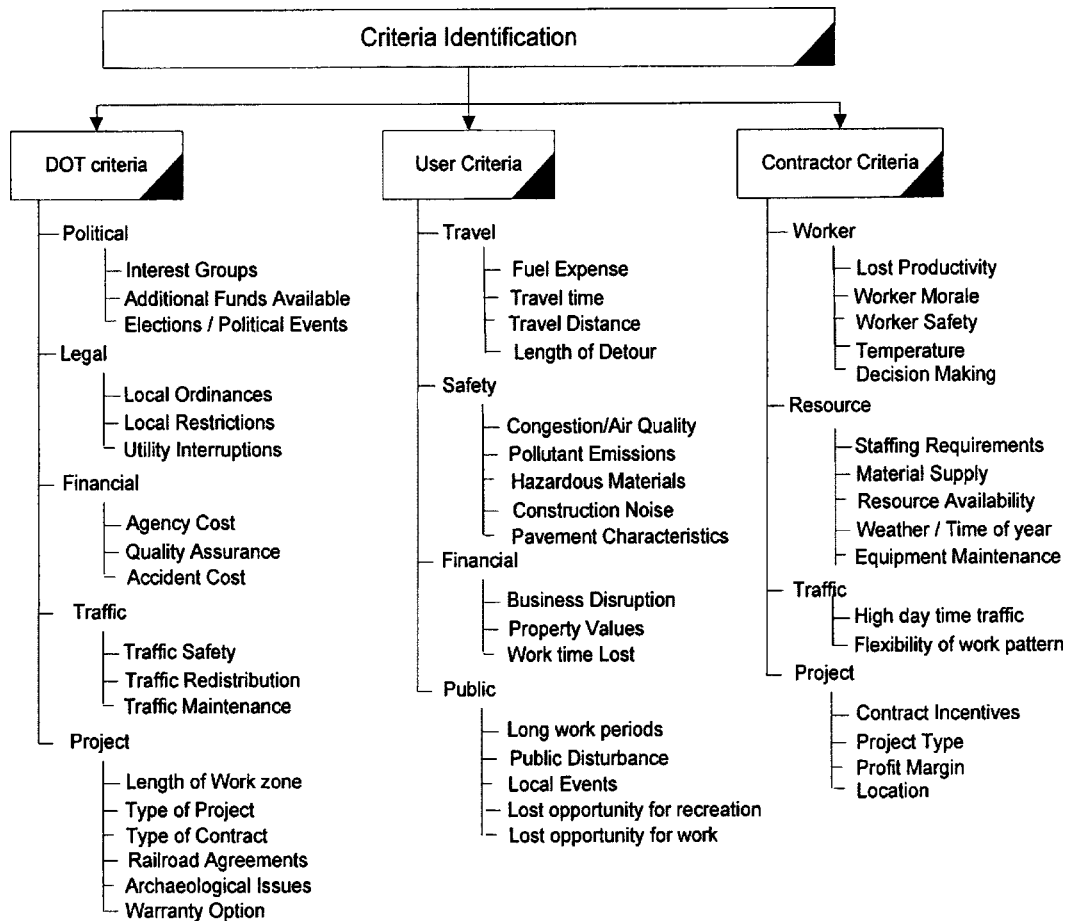 Criteria Identification
DOT criteria
Political
Interest Groups
Additional Funds Available
Elections / Political Events
Legal
Local Ordinances
Local Restrictions
Utility Interruptions
Financial
Agency Cost
Quality Assurance
Accident Cost
Traffic
Traffic Safety
Traffic Redistribution
Traffic Maintenance
Project
Length of Work zone
Type of Project
Type of Contract
Railroad Agreements
Archaeological Issues
Warranty Option
User Criteria
Travel
Fuel Expense
Travel time
Travel Distance
Length of Detour
Safety
Congestion/Air Quality
Pollutant Emissions
Hazardous Materials
Construction Noise
Pavement Characteristics
Financial
Business Disruption
Property Values
Work time Lost
Public
Long work periods
Public Disturbance
Local Events
Lost opportunity for recreation
Lost opportunity for work
Contractor Criteria
Worker
Lost Productivity
Worker Morale
Worker Safety
Temperature
Decision Making
Resource
Staffing Requirements
Material Supply
Resource Availability
Weather / Time of year
Equipment Maintenance
Traffic
High day time traffic
Flexibility of work pattern
Project
Contract Incentives
Project Type
Profit Margin
Location